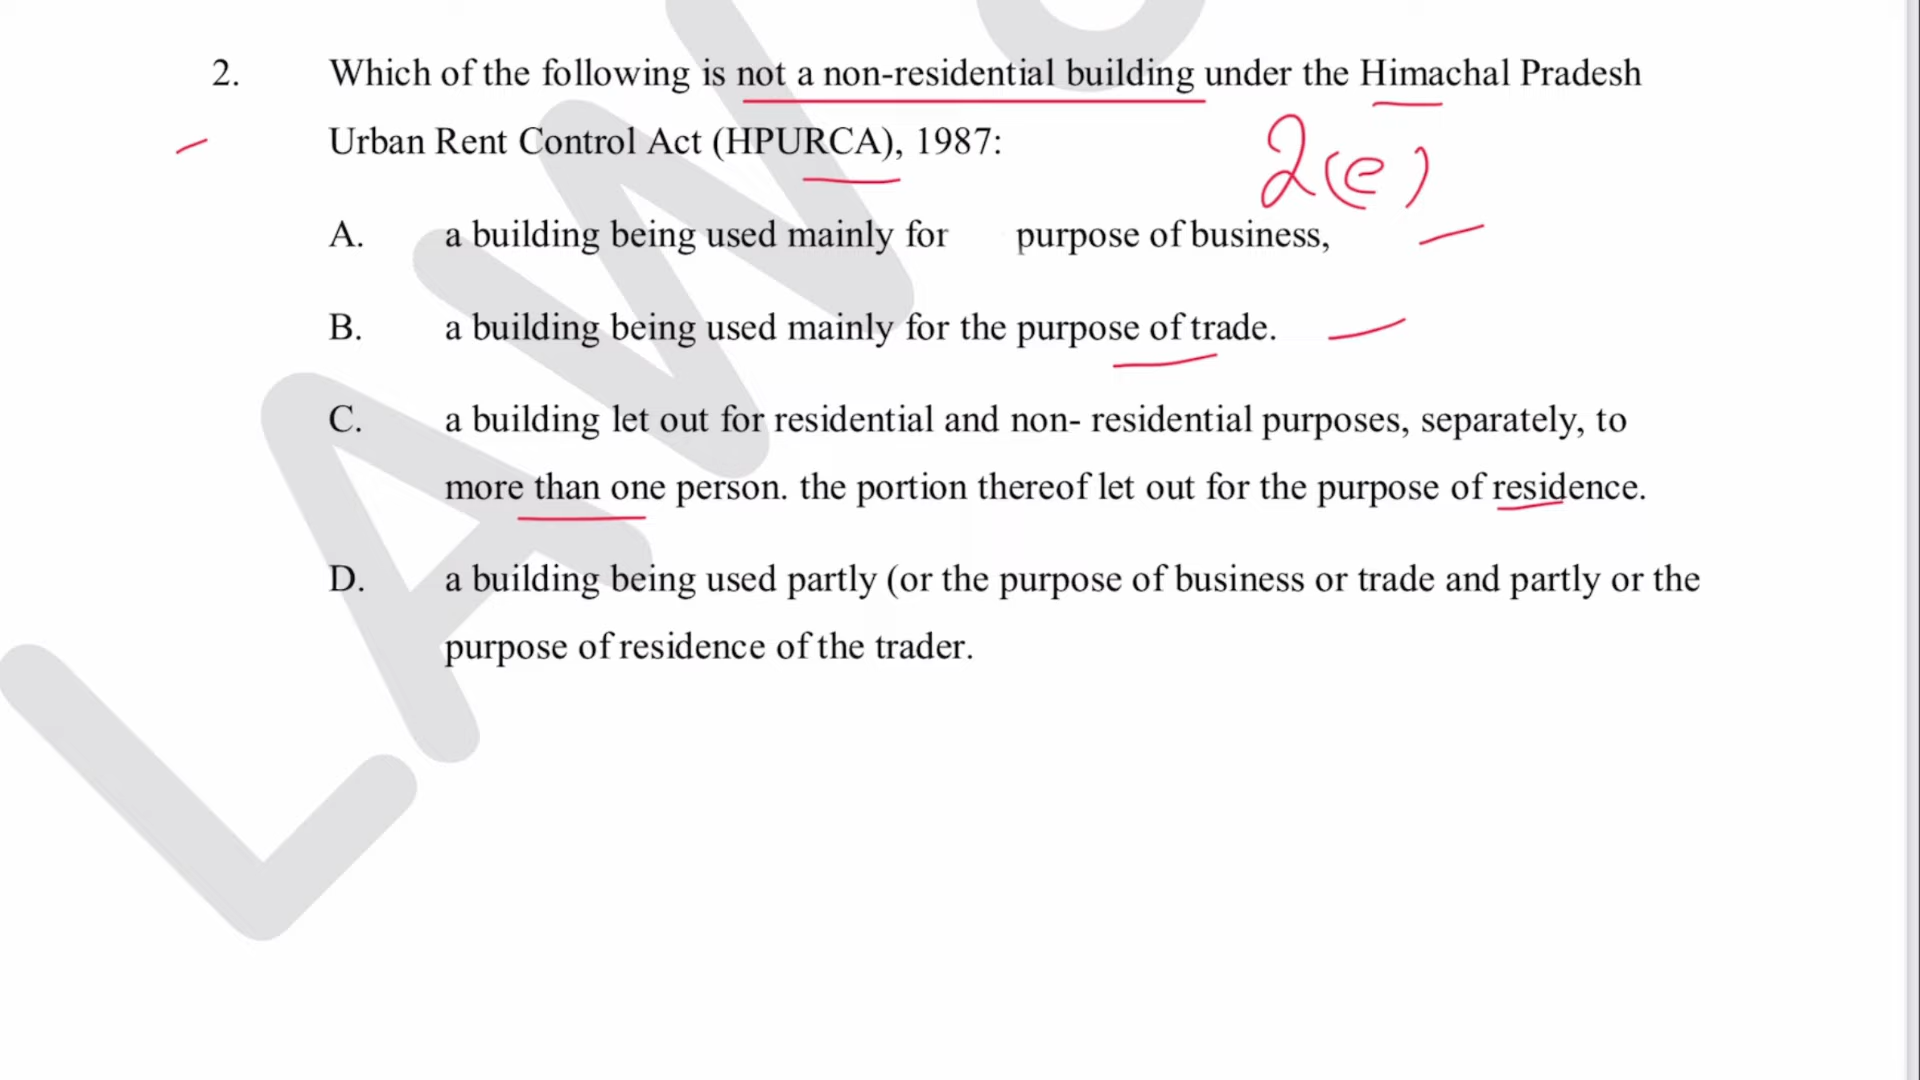 2. Which of the following is not a non-residential building under the Himachal Pradesh
Urban Rent Control Act (HPURCA), 1987:
2(e)
A. a building being used mainly for purpose of business,
B. a building being used mainly for the purpose of trade.
C. a building let out for residential and non- residential purposes, separately, to
more than one person. the portion thereof let out for the purpose of residence.
D. a building being used partly (or the purpose of business or trade and partly or the
purpose of residence of the trader.
LAW